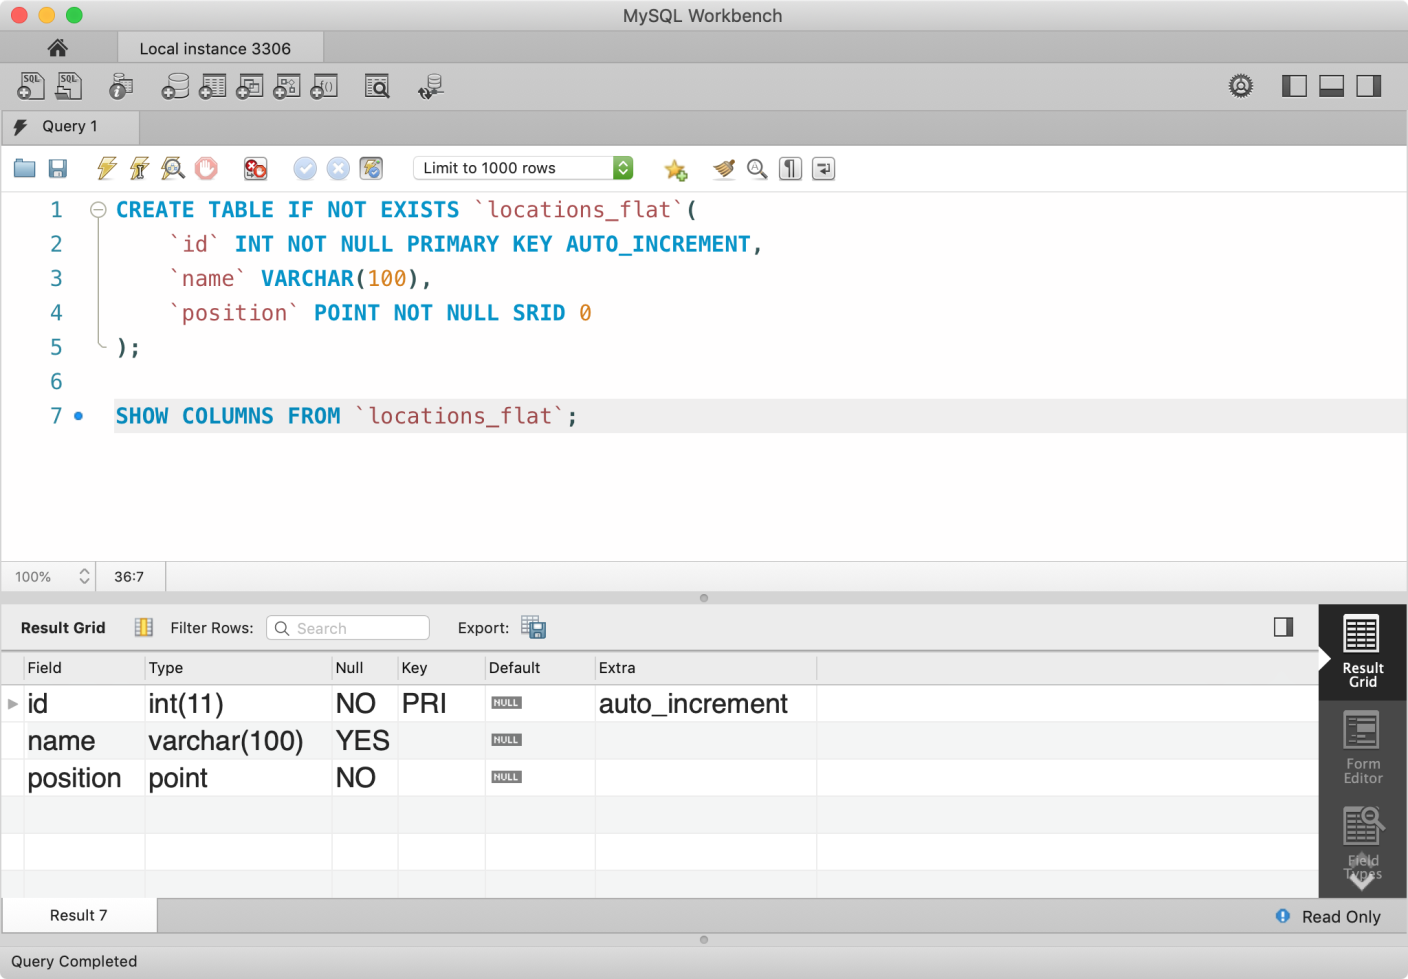 MySQL Workbench
Local instance 3306
Query 1
Limit to 1000 rows
1 CREATE TABLE IF NOT EXISTS `locations_flat`(
2 `id` INT NOT NULL PRIMARY KEY AUTO_INCREMENT,
3 `name` VARCHAR(100),
4 `position` POINT NOT NULL SRID 0
5 );
6
7 SHOW COLUMNS FROM `locations_flat`;
100% 36:7
Result Grid Filter Rows: Search Export:
Field Type Null Key Default Extra
id int(11) NO PRI NULL auto_increment
name varchar(100) YES NULL
position point NO NULL
Result
Grid
Form
Editor
Field
Types
Result 7 Read Only
Query Completed